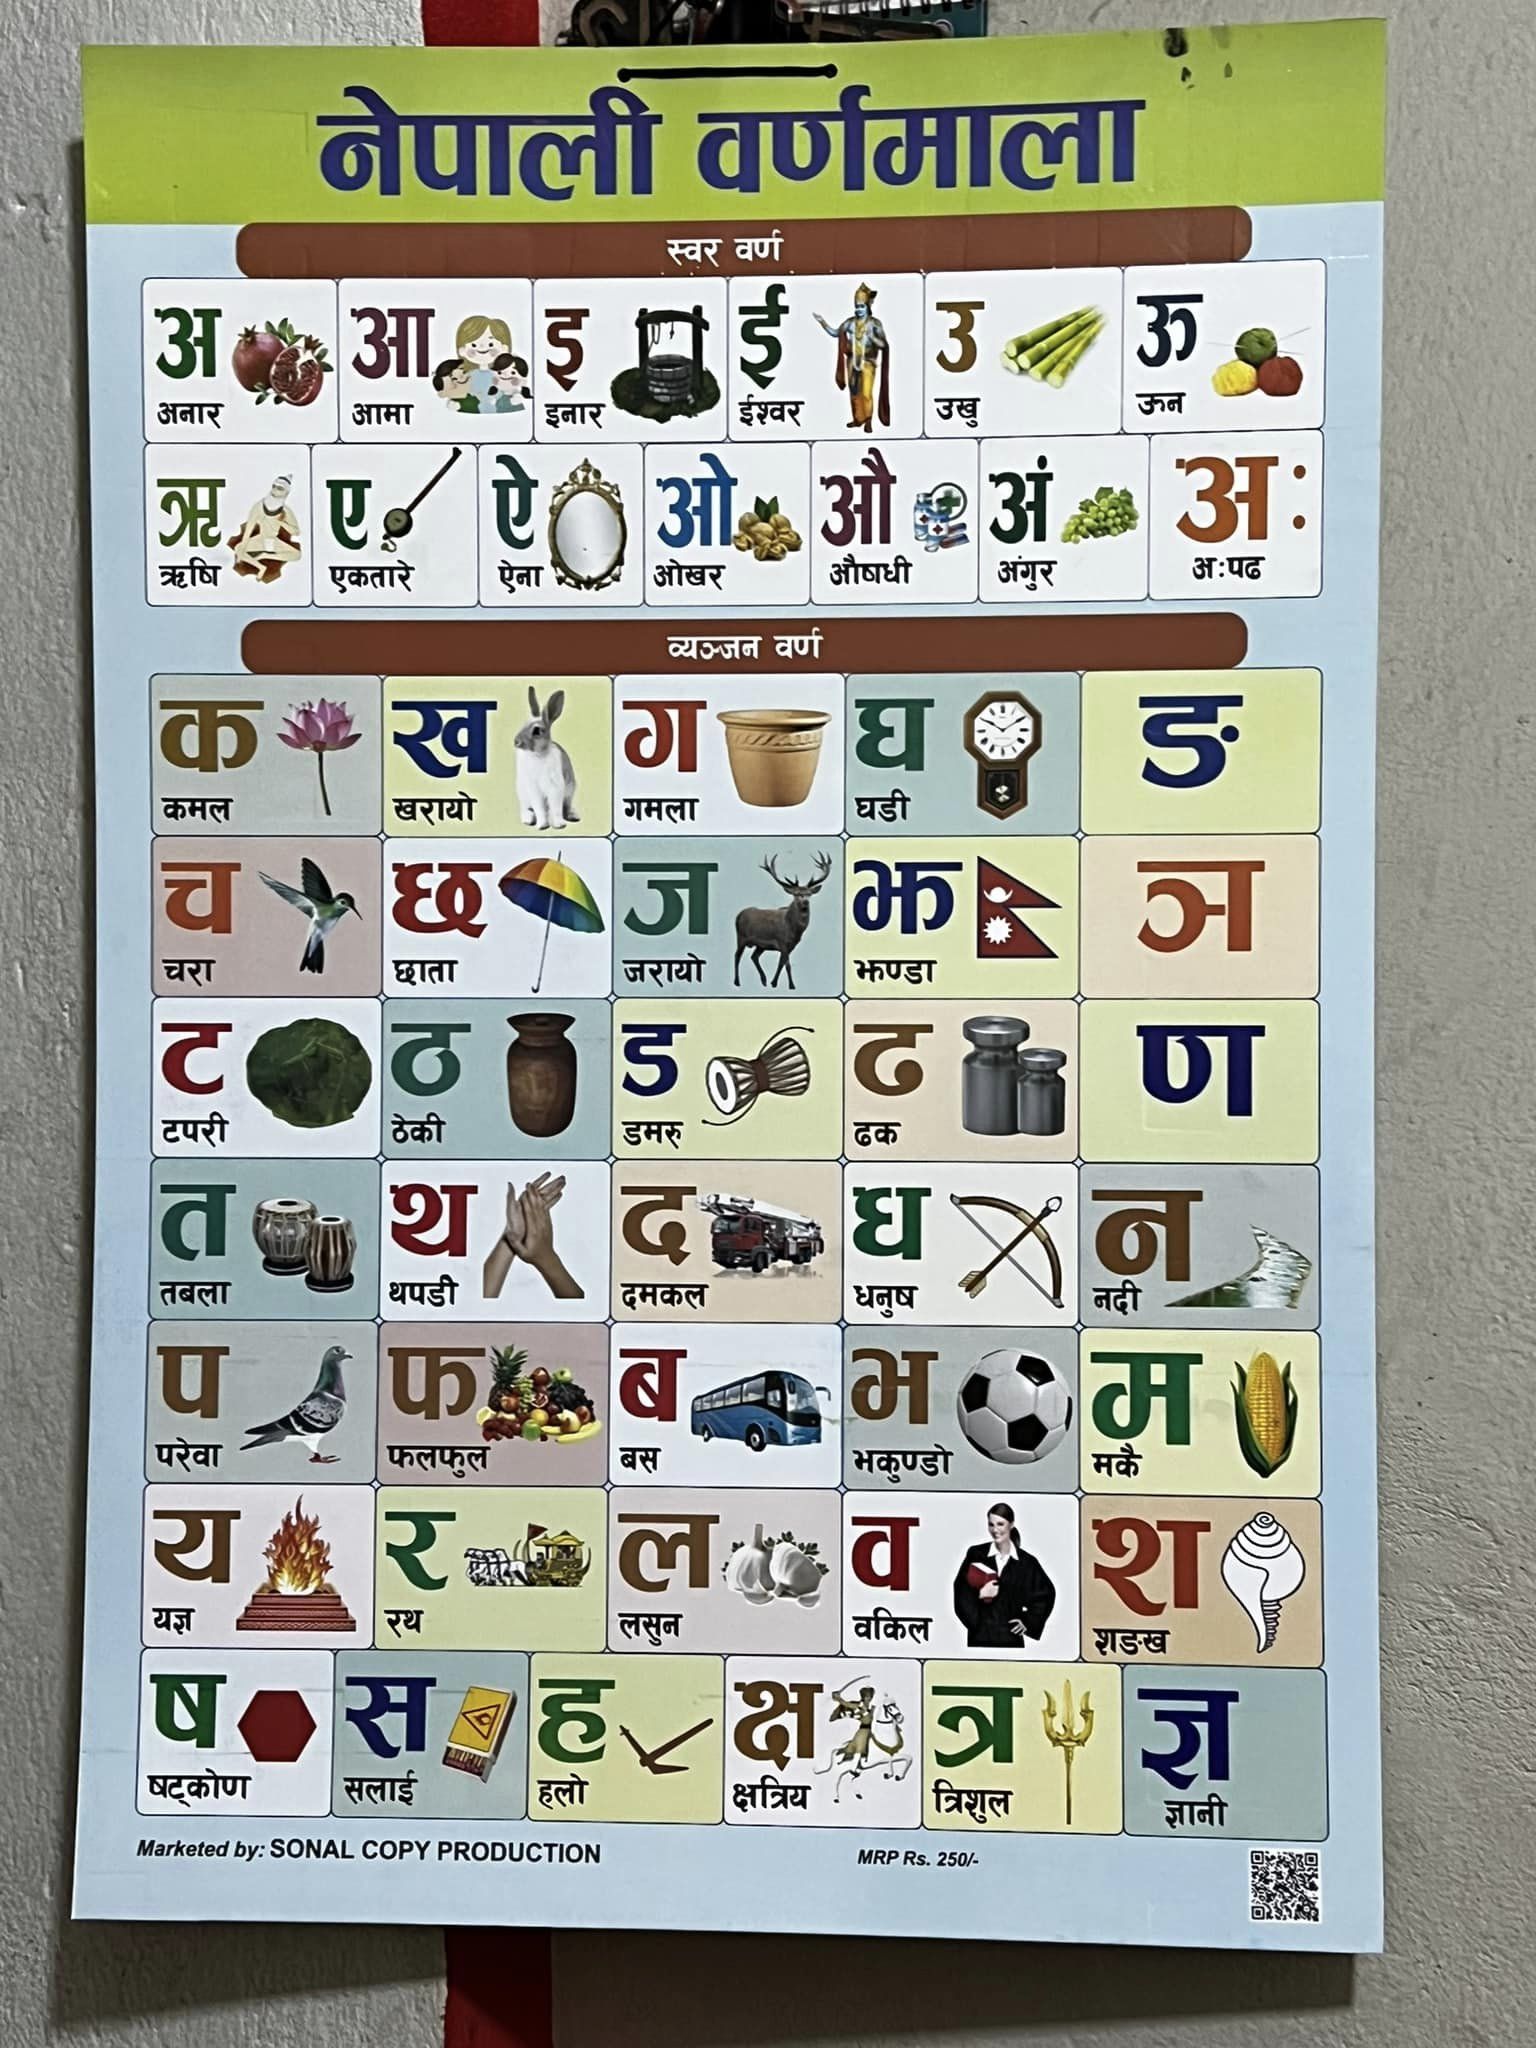 नेपाली वर्णमाला
स्वर वर्ण
अ आ इ ई उ ऊ
अनार आमा इनार ईश्वर उखु ऊन
ऋ ए ऐ ओ औ अं अः
ऋषि एकतारे ऐना ओखर औषधी अंगुर अःपढ
व्यञ्जन वर्ण
क ख ग घ ङ
कमल खरायो गमला घडी
च छ ज झ ञ
चरा छाता जरायो झण्डा
ट ठ ड ढ ण
टपरी ठेकी डमरु ढक
त थ द ध न
तबला थपडी दमकल धनुष नदी
प फ ब भ म
परेवा फलफुल बस भकुण्डो मकै
य र ल व श
यज्ञ रथ लसुन वकिल शङख
ष स ह क्ष त्र ज्ञ
षट्कोण सलाई हलो क्षत्रिय त्रिशुल ज्ञानी
Marketed by: SONAL COPY PRODUCTION MRP Rs. 250/-